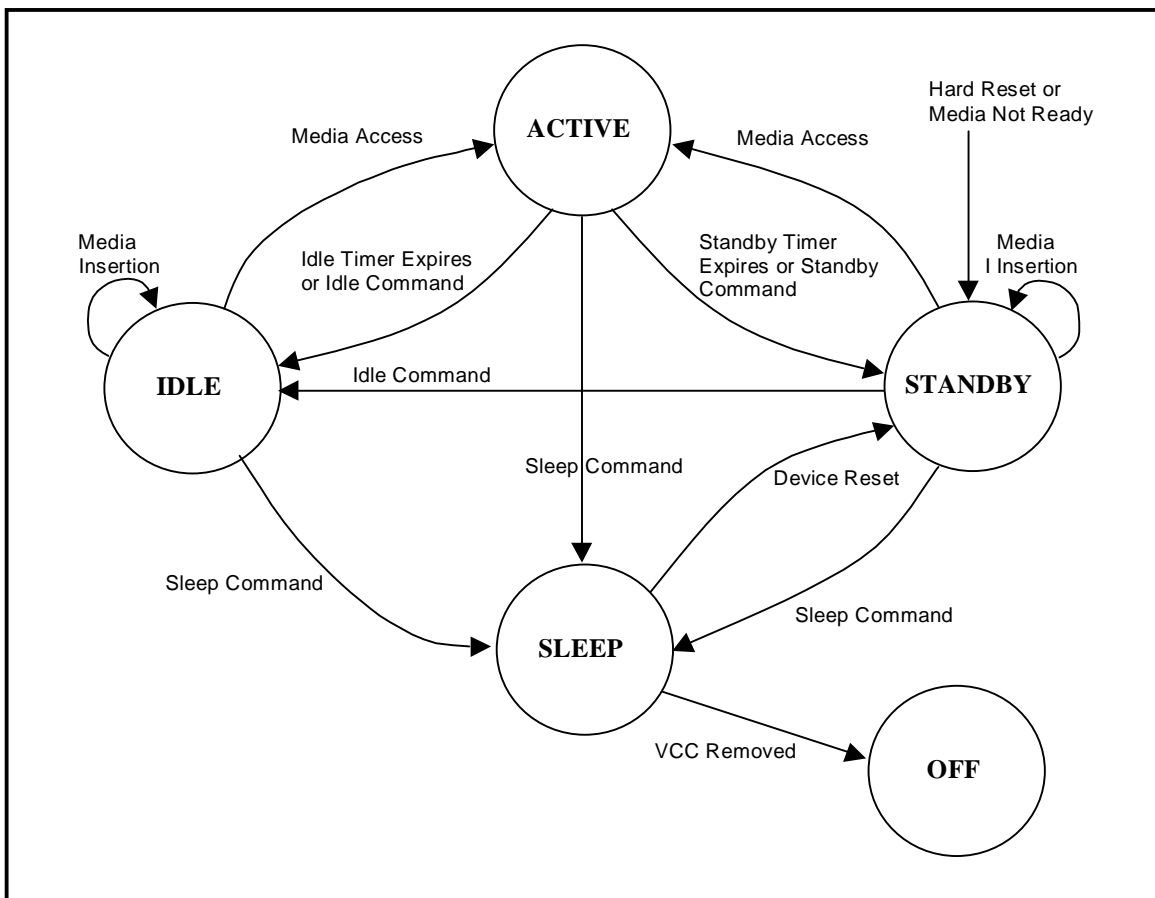 Hard Reset or
Media Not Ready
ACTIVE
Media Access
Media Access
Media
Insertion
Idle Timer Expires
or Idle Command
Standby Timer
Expires or Standby
Command
Media
I Insertion
IDLE
Idle Command
STANDBY
Sleep Command
Device Reset
Sleep Command
Sleep Command
SLEEP
VCC Removed
OFF